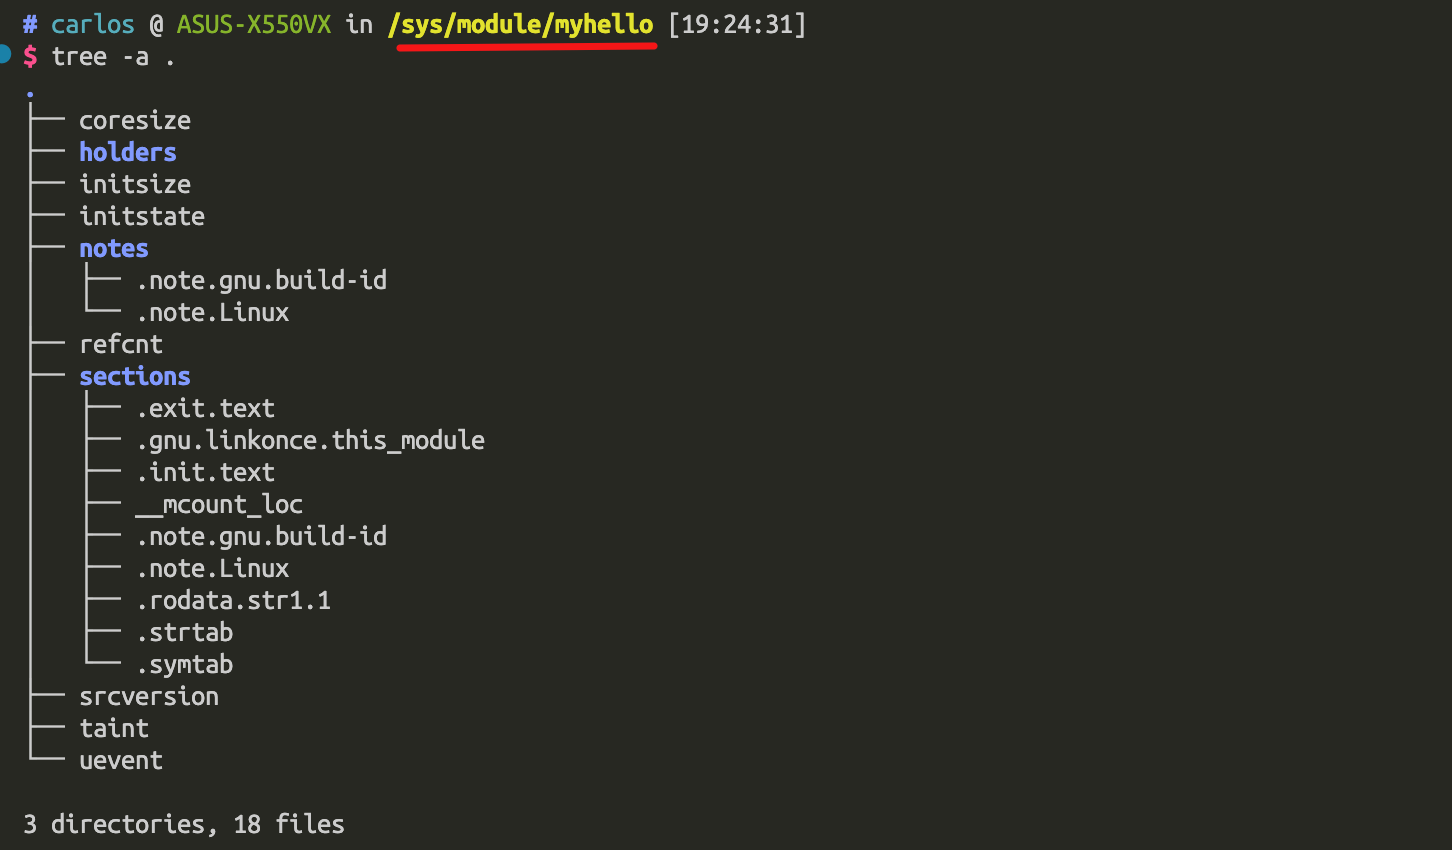 # carlos @ ASUS-X550VX in /sys/module/myhello [19:24:31]
$ tree -a .
.
├── coresize
├── holders
├── initsize
├── initstate
├── notes
│   ├── .note.gnu.build-id
│   └── .note.Linux
├── refcnt
├── sections
│   ├── .exit.text
│   ├── .gnu.linkonce.this_module
│   ├── .init.text
│   ├── __mcount_loc
│   ├── .note.gnu.build-id
│   ├── .note.Linux
│   ├── .rodata.str1.1
│   ├── .strtab
│   └── .symtab
├── srcversion
├── taint
└── uevent
3 directories, 18 files